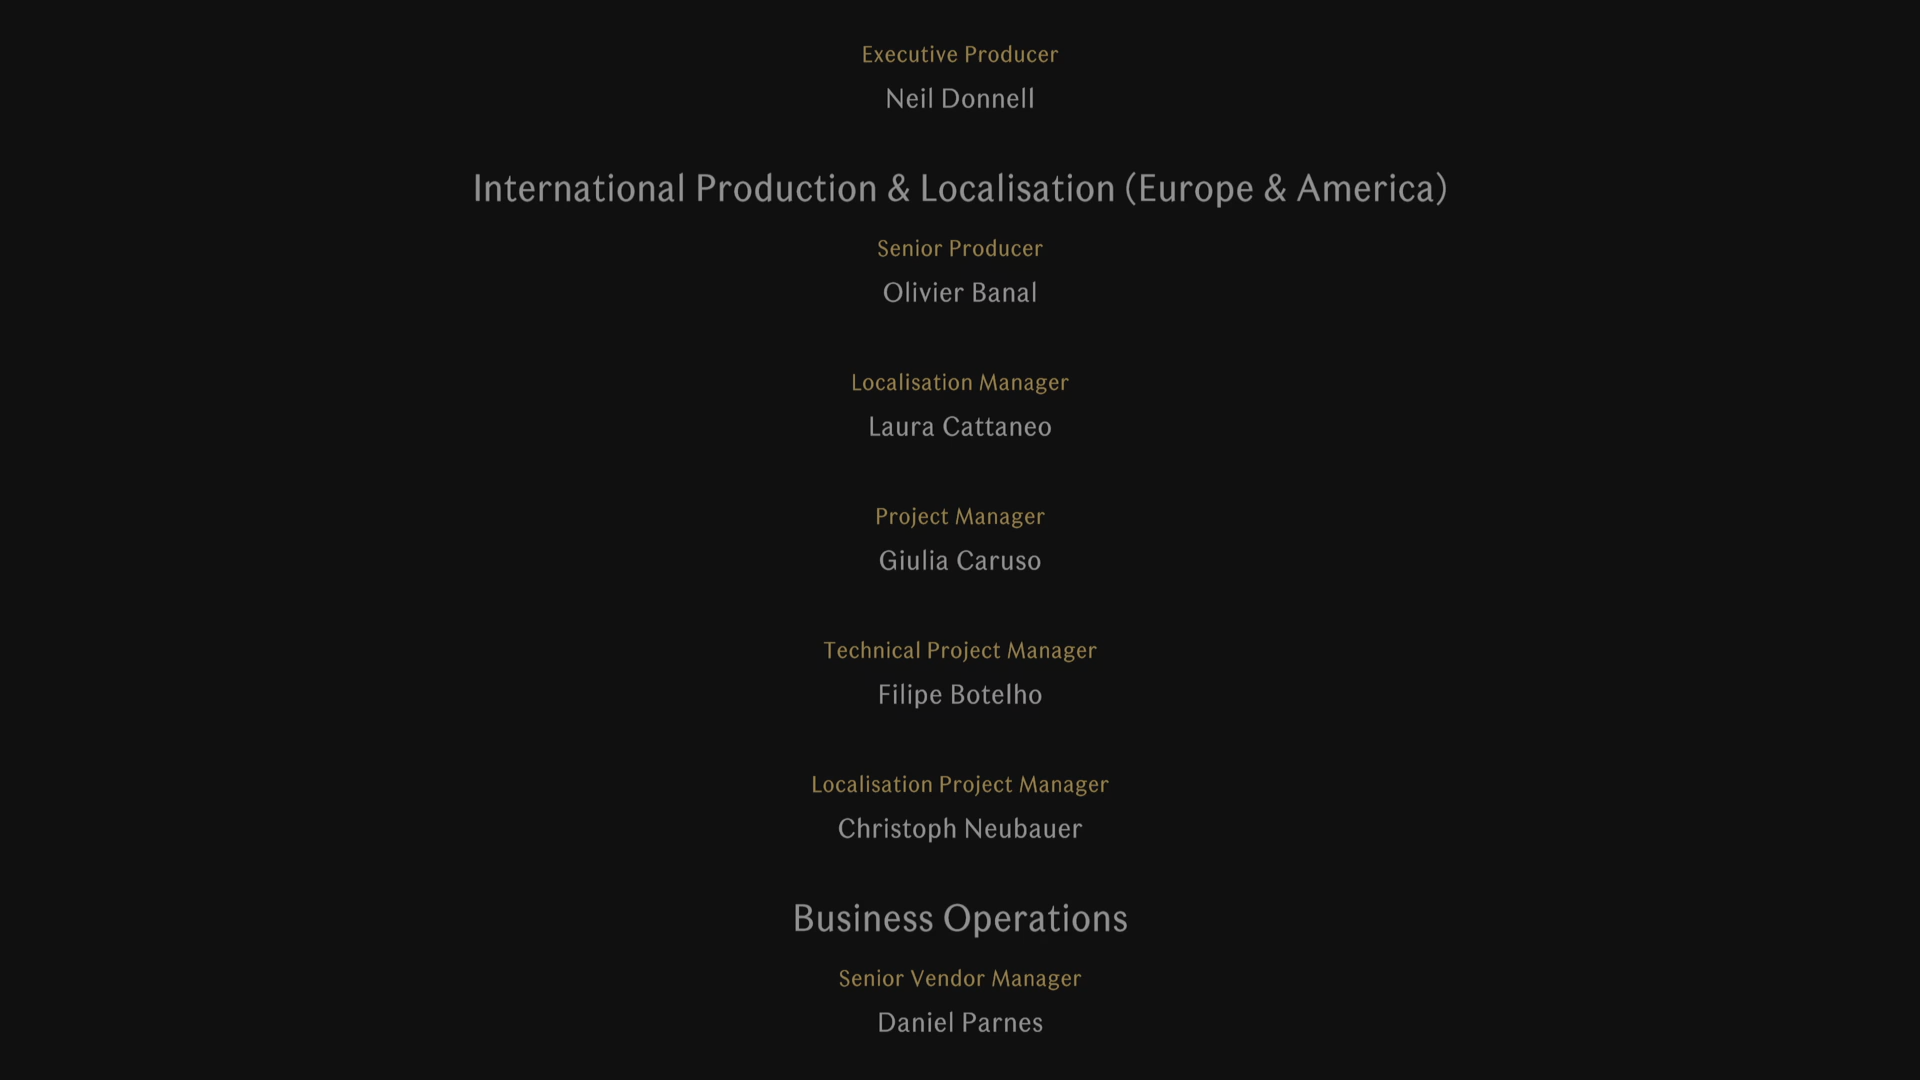 Executive Producer
Neil Donnell
International Production & Localisation (Europe & America)
Senior Producer
Olivier Banal
Localisation Manager
Laura Cattaneo
Project Manager
Giulia Caruso
Technical Project Manager
Filipe Botelho
Localisation Project Manager
Christoph Neubauer
Business Operations
Senior Vendor Manager
Daniel Parnes